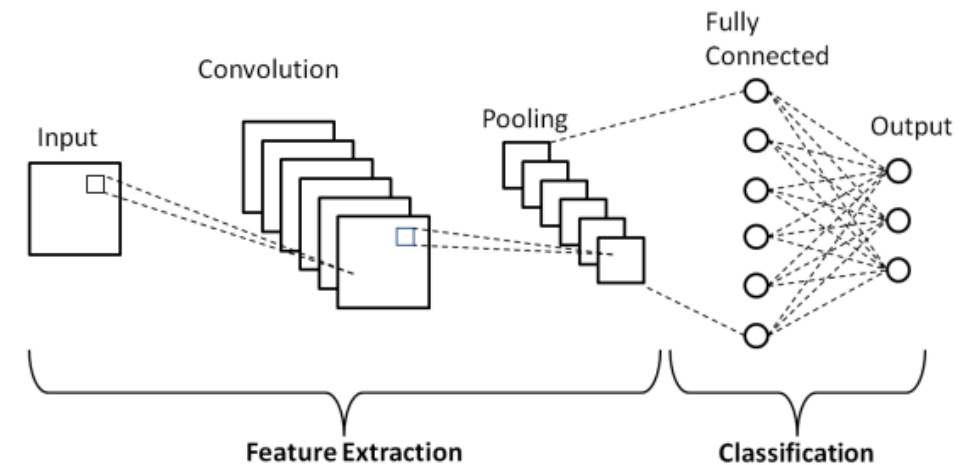 Input
Convolution
Pooling
Fully
Connected
Output
Feature Extraction
Classification